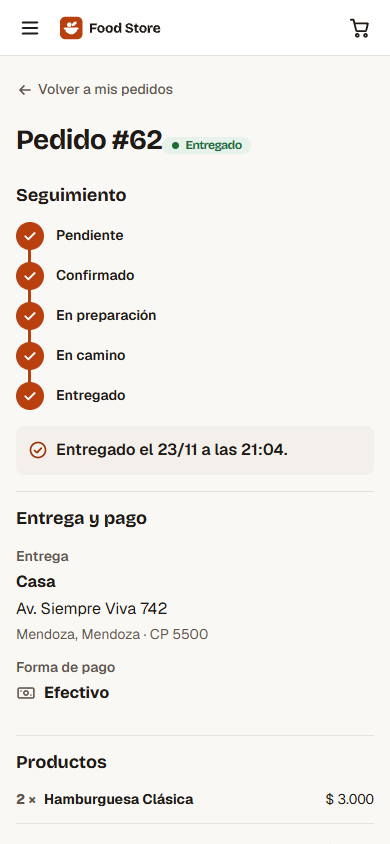 Food Store
← Volver a mis pedidos
Pedido #62 Entregado
Seguimiento
Pendiente
Confirmado
En preparación
En camino
Entregado
Entregado el 23/11 a las 21:04.
Entrega y pago
Entrega
Casa
Av. Siempre Viva 742
Mendoza, Mendoza · CP 5500
Forma de pago
Efectivo
Productos
2 × Hamburguesa Clásica $ 3.000